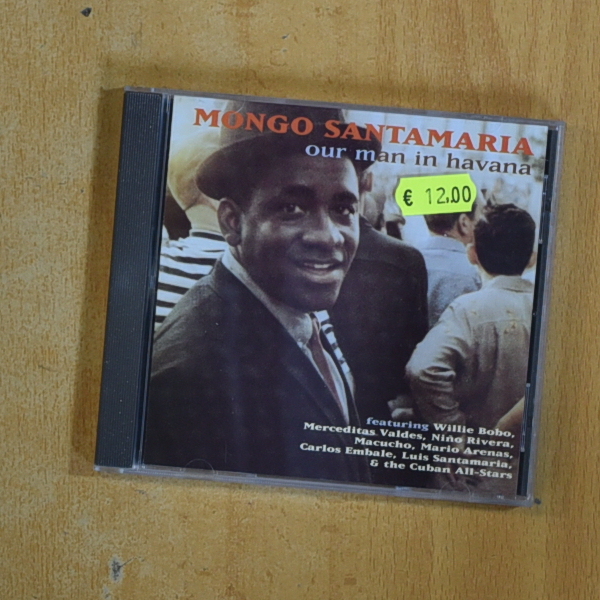 MONGO SANTAMARIA
our man in havana
€ 12.00
featuring Willie Bobo,
Merceditas Valdes, Niño Rivera,
Macucho, Mario Arenas,
Carlos Embale, Luis Santamaria,
& the Cuban All-Stars